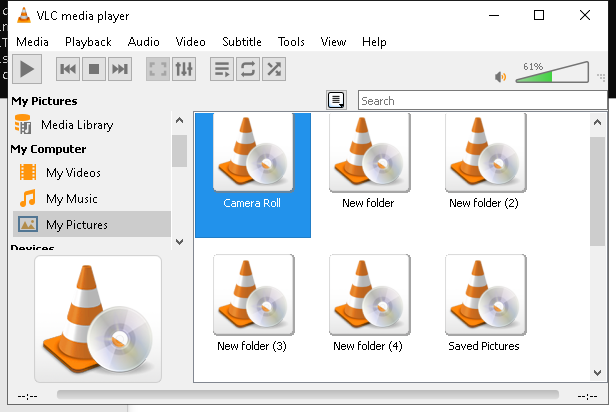 VLC media player
Media Playback Audio Video Subtitle Tools View Help
61%
My Pictures
Search
Media Library
My Computer
My Videos
My Music
My Pictures
Devices
Camera Roll New folder New folder (2)
New folder (3) New folder (4) Saved Pictures
--:-- --:--